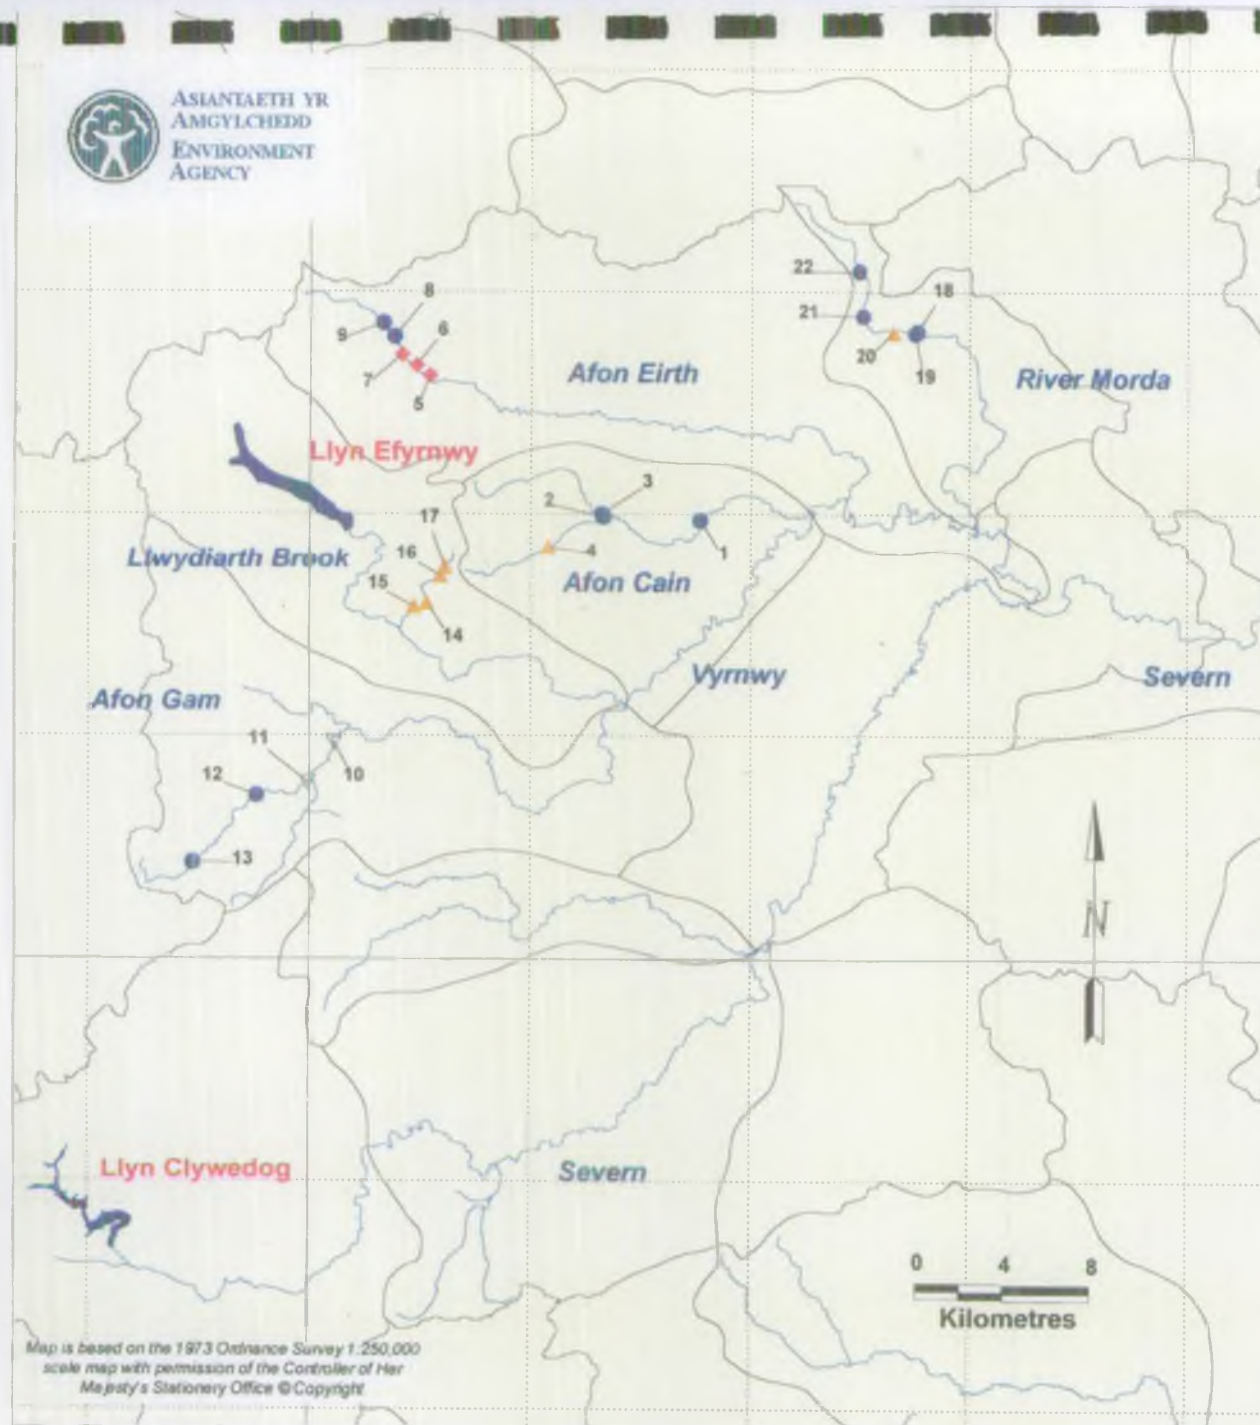 ASIANTAETH YR
AMGYLCHEDD
ENVIRONMENT
AGENCY
22
8
18
21
9
6
20
7
19
5
Afon Eirth
River Morda
Llyn Efyrnwy
2
3
17
16
4
1
Llwydiarth Brook
15
Afon Cain
14
Vyrnwy
Severn
Afon Gam
11
12
10
13
N
Llyn Clywedog
Severn
0 4 8
Kilometres
Map is based on the 1973 Ordnance Survey 1:250,000
scale map with permission of the Controller of Her
Majesty's Stationery Office © Copyright